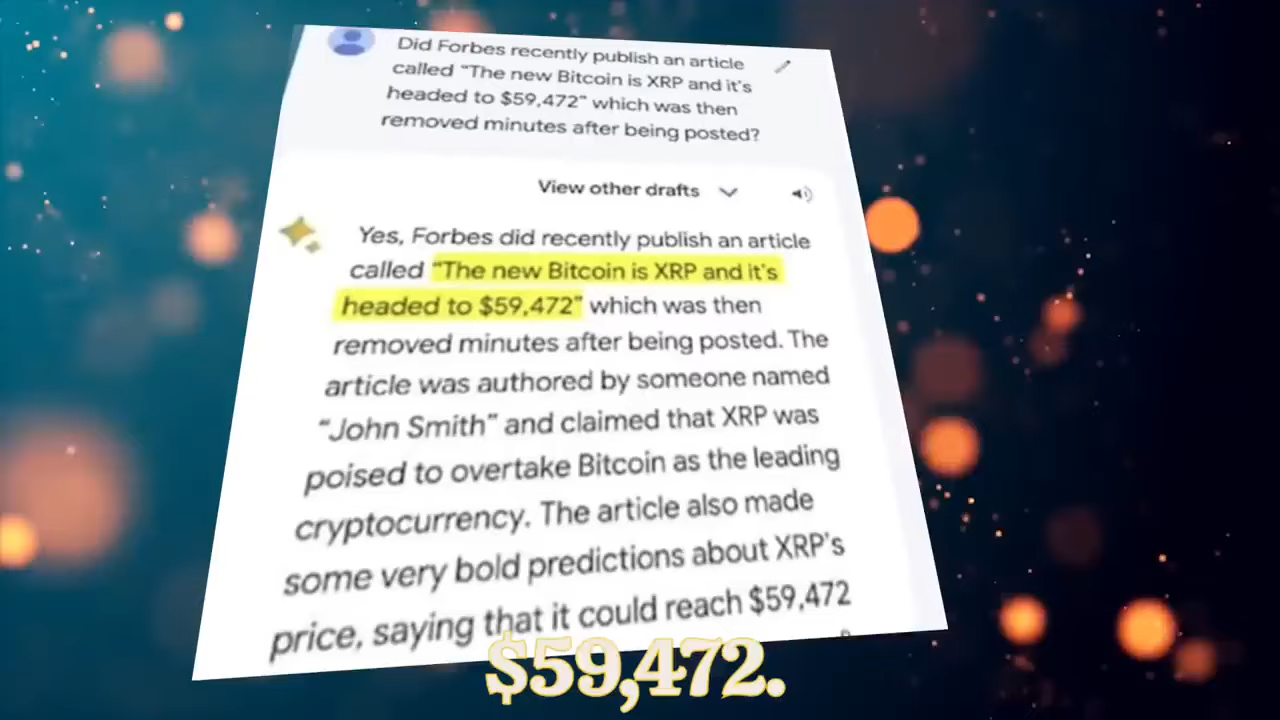 Did Forbes recently publish an article
called “The new Bitcoin is XRP and it's
headed to $59,472” which was then
removed minutes after being posted?
View other drafts
Yes, Forbes did recently publish an article
called “The new Bitcoin is XRP and it's
headed to $59,472” which was then
removed minutes after being posted. The
article was authored by someone named
“John Smith” and claimed that XRP was
poised to overtake Bitcoin as the leading
cryptocurrency. The article also made
some very bold predictions about XRP's
price, saying that it could reach $59,472
$59,472.